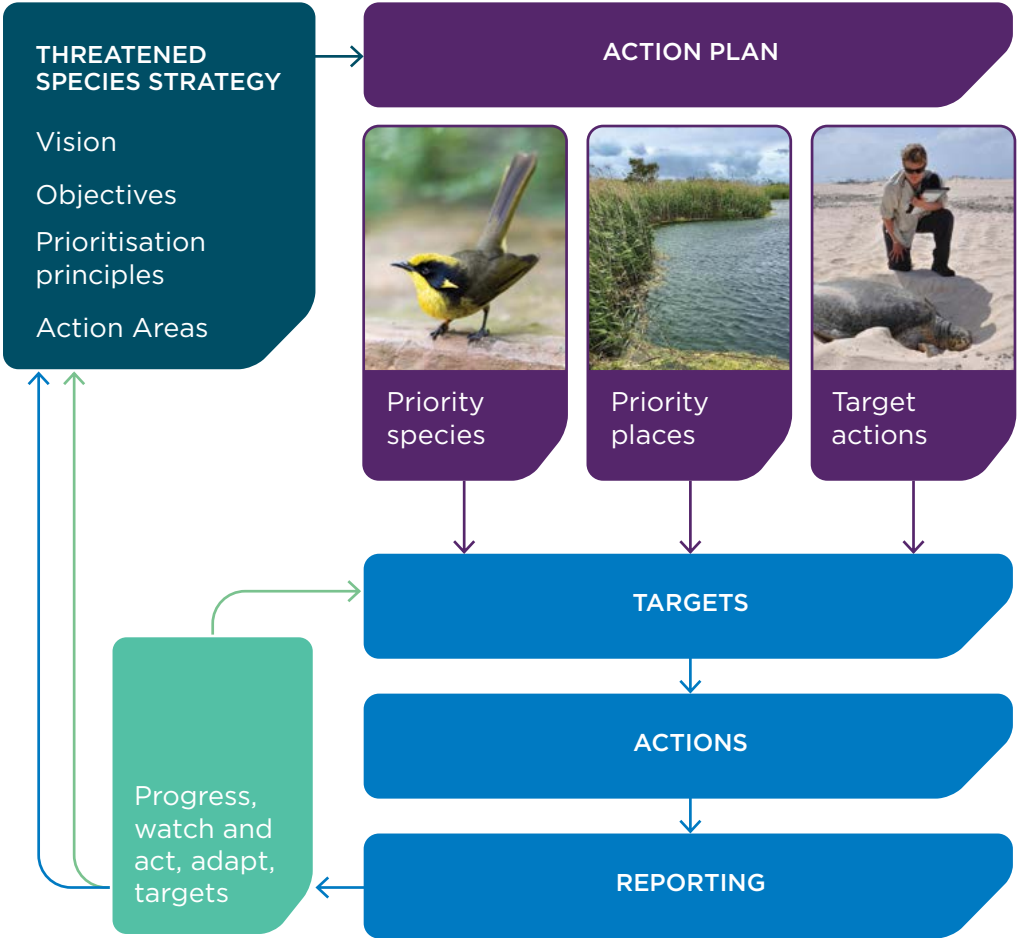 THREATENED
SPECIES STRATEGY
Vision
Objectives
Prioritisation
principles
Action Areas
ACTION PLAN
Priority
species
Priority
places
Target
actions
TARGETS
ACTIONS
REPORTING
Progress,
watch and
act, adapt,
targets